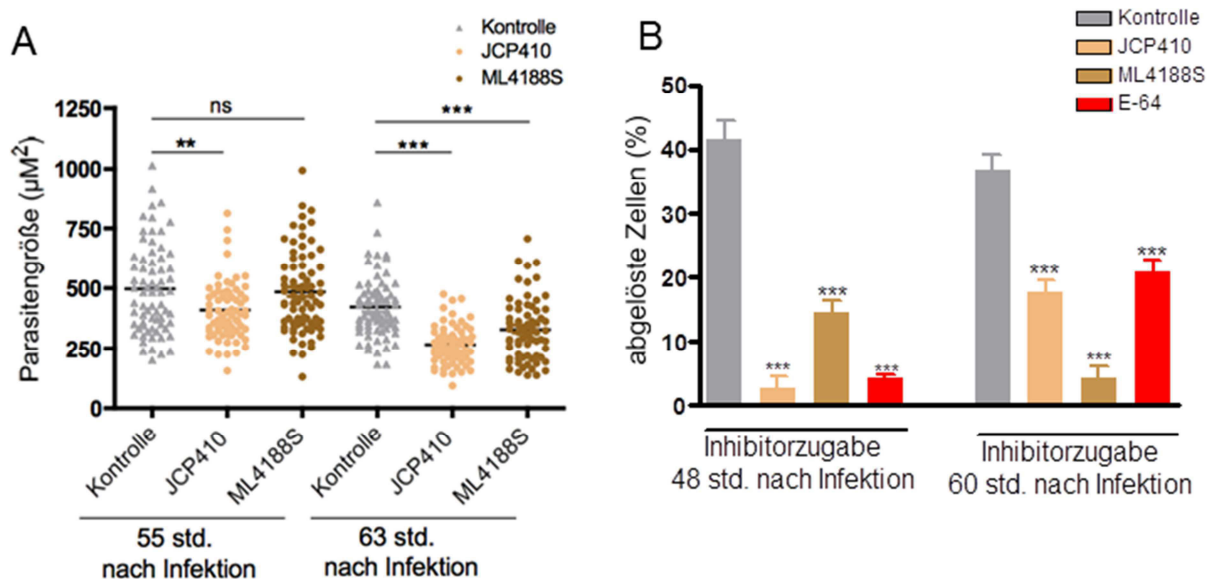 A
Kontrolle
JCP410
ML4188S
ns
***
**
***
Parasitengröße (µM²)
1250
1000
750
500
250
0
Kontrolle
JCP410
ML4188S
Kontrolle
JCP410
ML4188S
55 std.
nach Infektion
63 std.
nach Infektion
B
Kontrolle
JCP410
ML4188S
E-64
abgelöste Zellen (%)
50
40
30
20
10
0
***
***
***
***
***
***
Inhibitorzugabe
48 std. nach Infektion
Inhibitorzugabe
60 std. nach Infektion